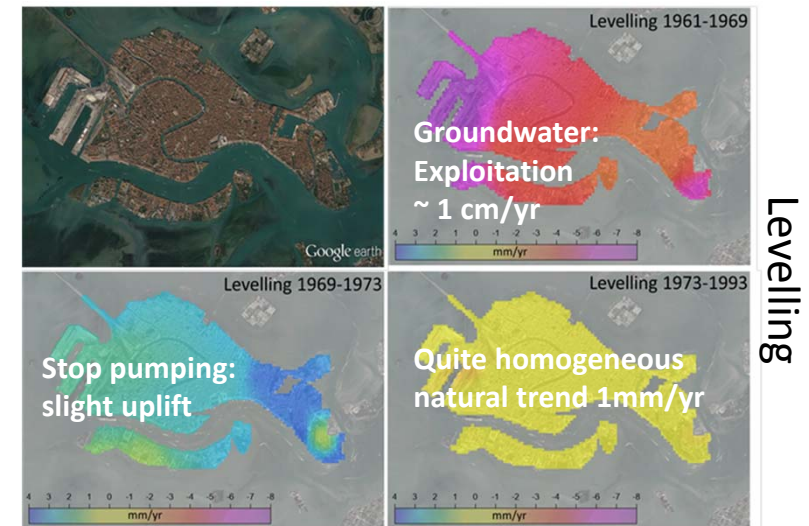 Levelling 1961-1969
Groundwater:
Exploitation
~ 1 cm/yr
Google earth
4 3 2 1 0 -1 -2 -3 -4 -5 -6 -7 -8
mm/yr
Levelling
Levelling 1969-1973
Levelling 1973-1993
Stop pumping:
slight uplift
Quite homogeneous
natural trend 1mm/yr
4 3 2 1 0 -1 -2 -3 -4 -5 -6 -7 -8
mm/yr
4 3 2 1 0 -1 -2 -3 -4 -5 -6 -7 -8
mm/yr